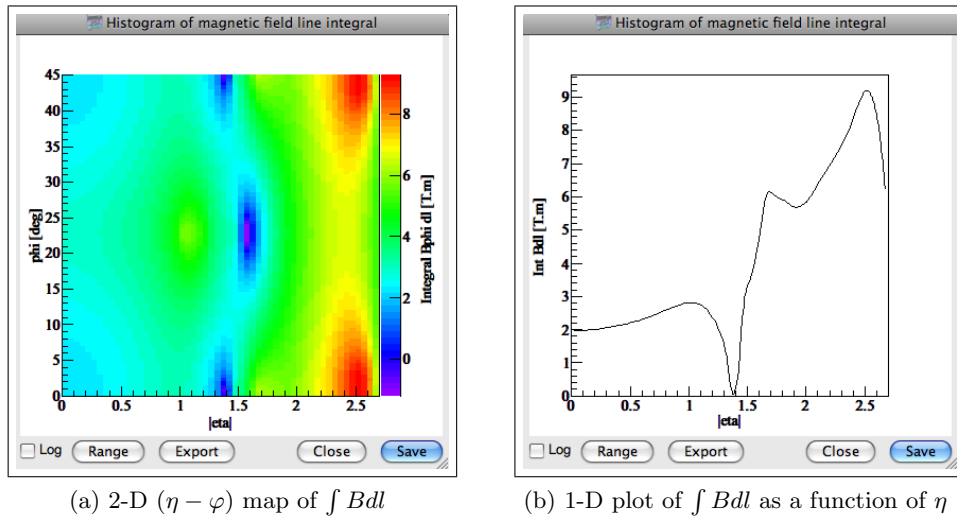 Histogram of magnetic field line integral
45
40
35
30
25
20
15
10
5
0
phi [deg]
0
0.5
1
1.5
2
2.5
|eta|
8
6
4
2
0
Integral Bphi dl [T.m]
Log
Range
Export
Close
Save
(a) 2-D (η − φ) map of ∫ Bdl
Histogram of magnetic field line integral
9
8
7
6
5
4
3
2
1
0
Int Bdl [T.m]
0
0.5
1
1.5
2
2.5
|eta|
Log
Range
Export
Close
Save
(b) 1-D plot of ∫ Bdl as a function of η